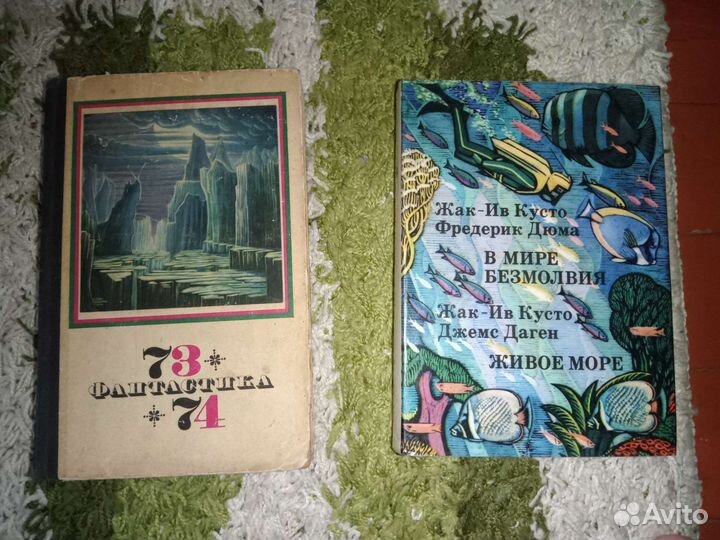 73
ФАНТАСТИКА
74
Жак-Ив Кусто
Фредерик Дюма
В МИРЕ
БЕЗМОЛВИЯ
Жак-Ив Кусто
Джемс Даген
ЖИВОЕ МОРЕ
Avito